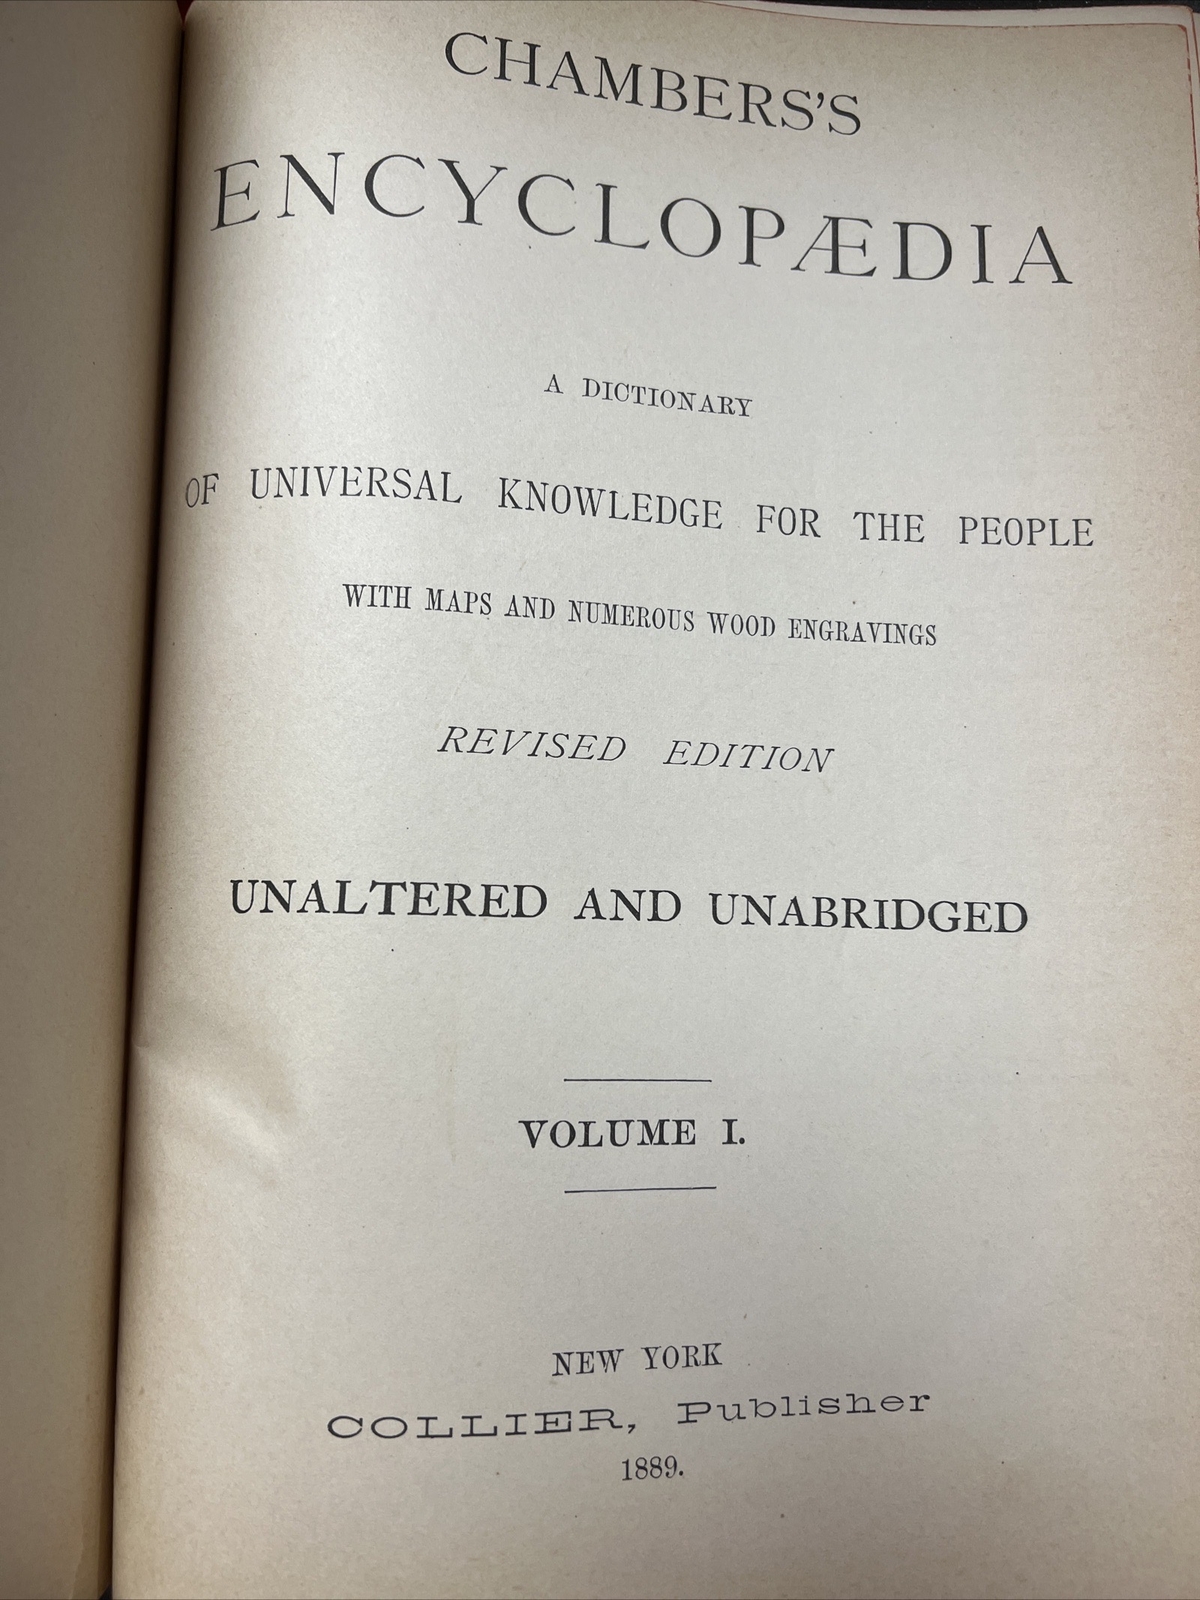 CHAMBERS'S
ENCYCLOPÆDIA
A DICTIONARY
OF UNIVERSAL KNOWLEDGE FOR THE PEOPLE
WITH MAPS AND NUMEROUS WOOD ENGRAVINGS
REVISED EDITION
UNALTERED AND UNABRIDGED
VOLUME I.
NEW YORK
COLLIER, Publisher
1889.